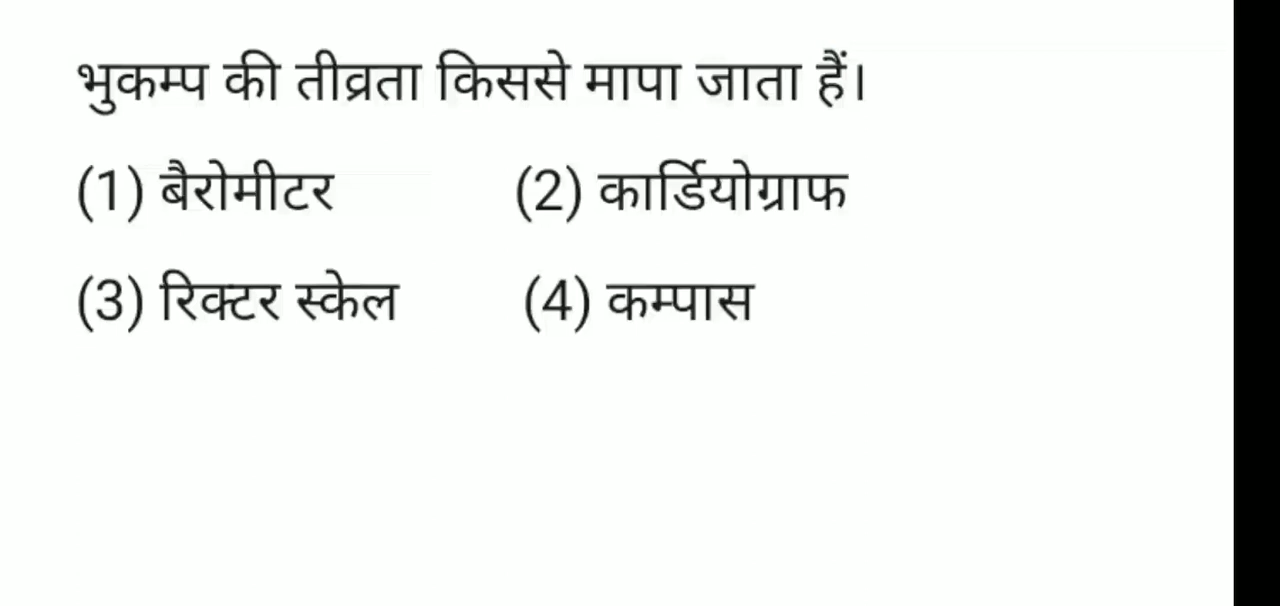 भुकम्प की तीव्रता किससे मापा जाता हैं।
(1) बैरोमीटर (2) कार्डियोग्राफ
(3) रिक्टर स्केल (4) कम्पास